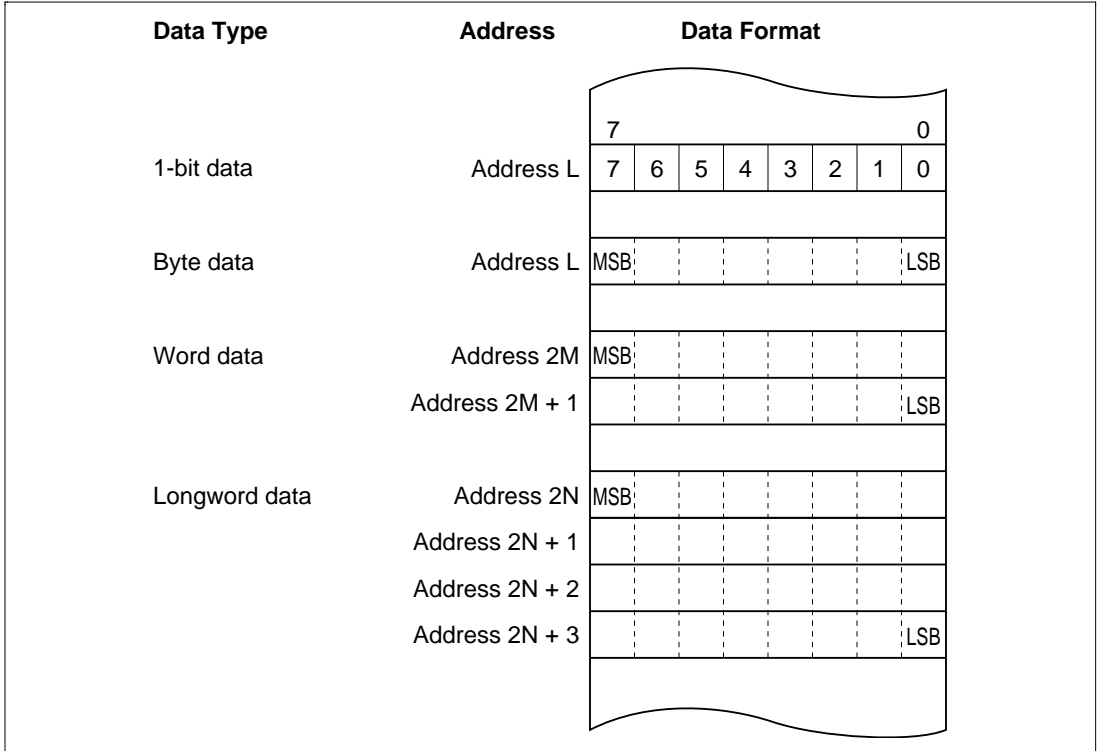 Data Type Address Data Format
7 0
1-bit data Address L 7 6 5 4 3 2 1 0
Byte data Address L MSB LSB
Word data Address 2M MSB
Address 2M + 1 LSB
Longword data Address 2N MSB
Address 2N + 1
Address 2N + 2
Address 2N + 3 LSB